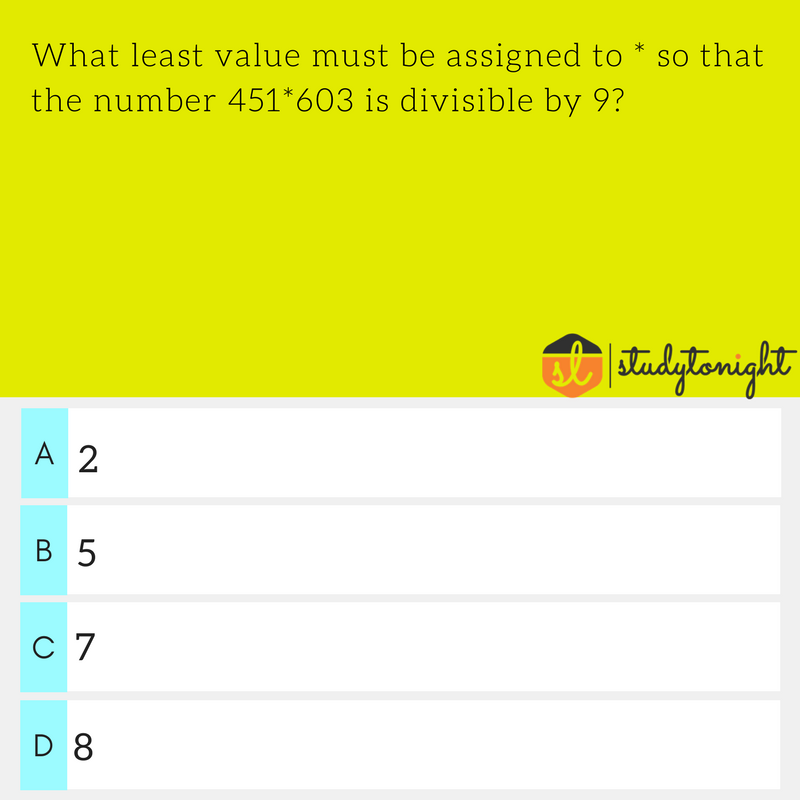 What least value must be assigned to * so that
the number 451*603 is divisible by 9?
sl studytonight
A 2
B 5
C 7
D 8